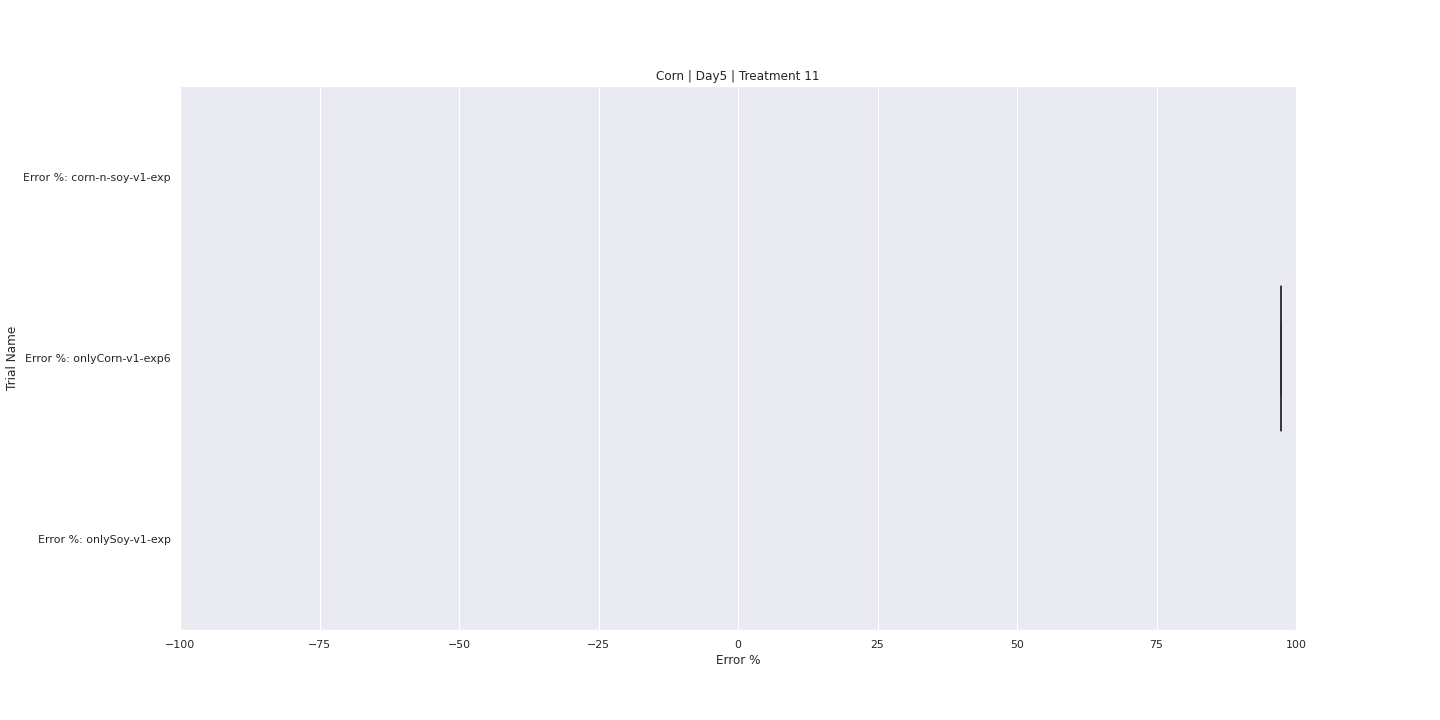 Corn | Day5 | Treatment 11
Error %: corn-n-soy-v1-exp
Error %: onlyCorn-v1-exp6
Error %: onlySoy-v1-exp
Trial Name
−100 −75 −50 −25 0 25 50 75 100
Error %